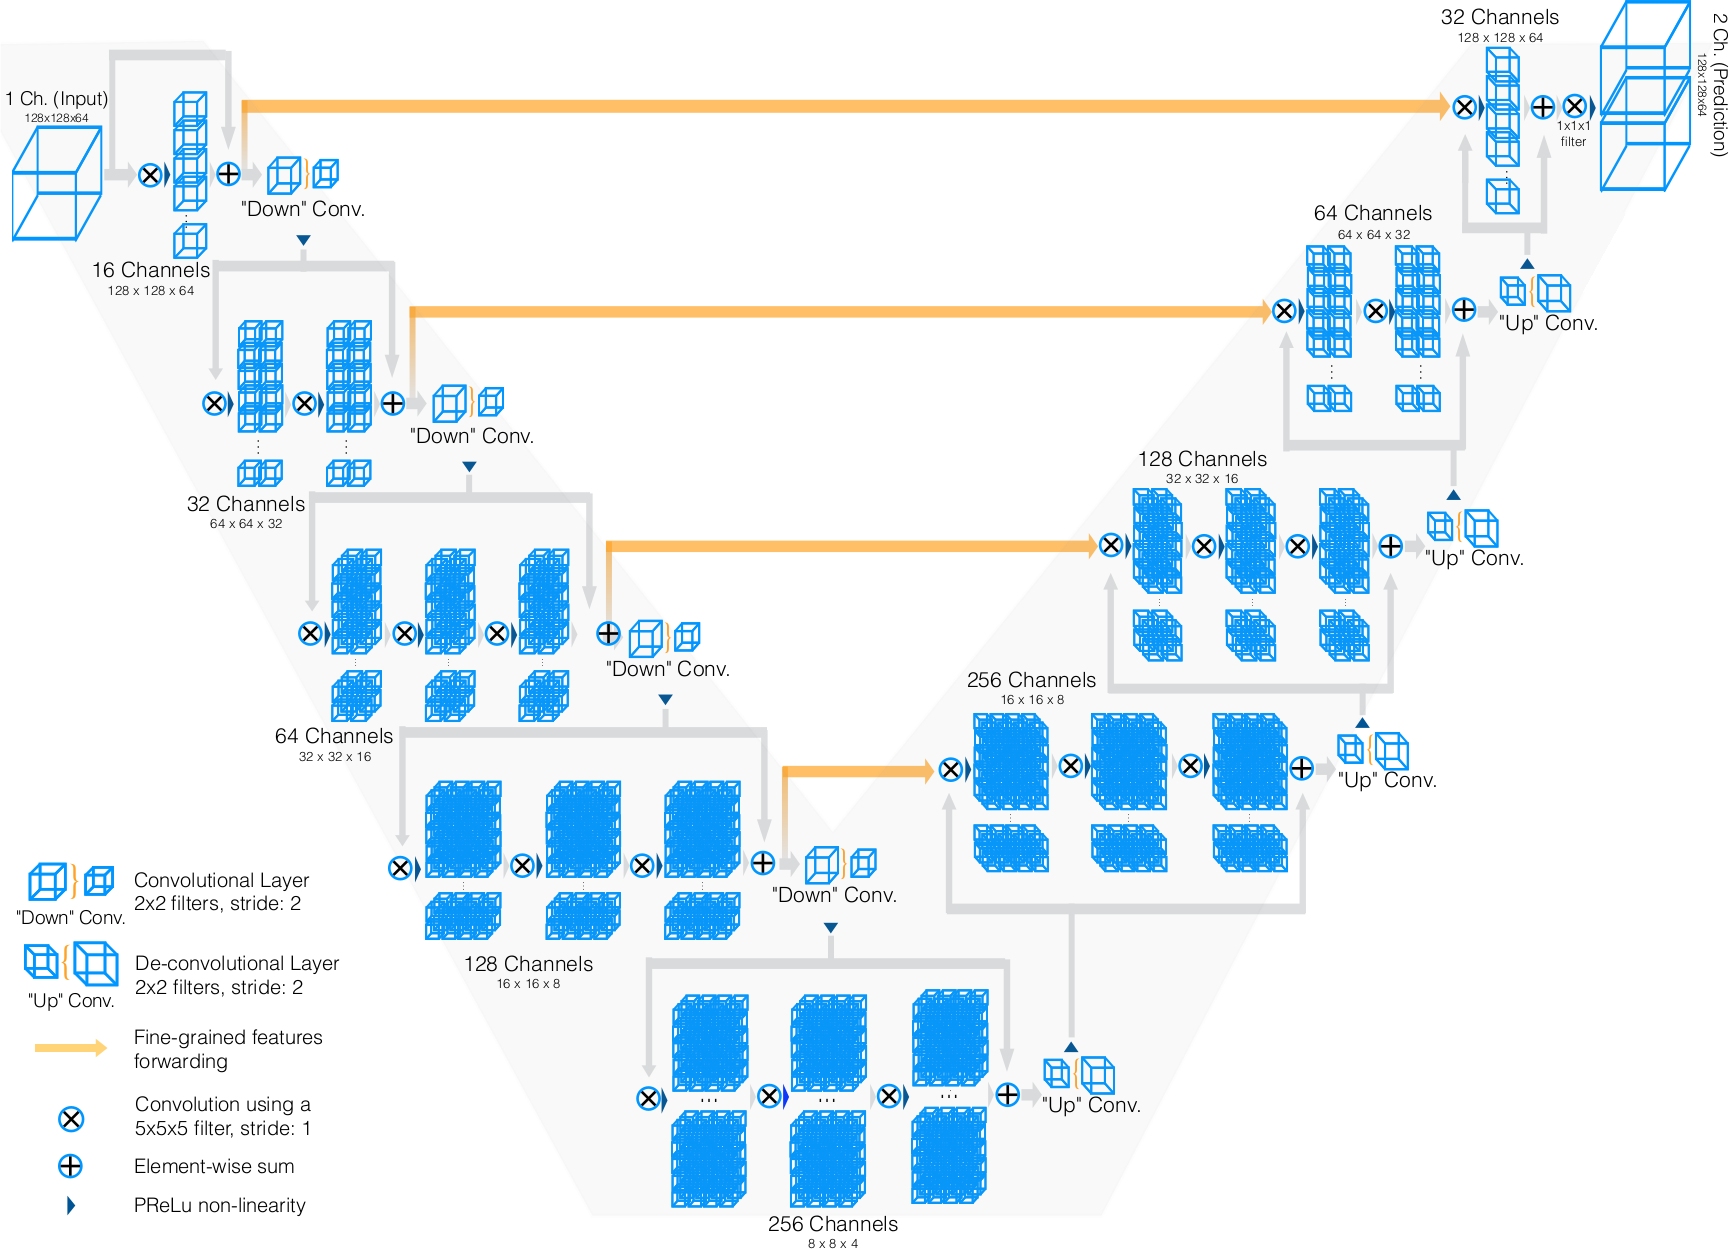 1 Ch. (Input)
128x128x64
16 Channels
128 x 128 x 64
"Down" Conv.
32 Channels
64 x 64 x 32
"Down" Conv.
64 Channels
32 x 32 x 16
"Down" Conv.
128 Channels
16 x 16 x 8
"Down" Conv.
256 Channels
8 x 8 x 4
"Up" Conv.
256 Channels
16 x 16 x 8
"Up" Conv.
128 Channels
32 x 32 x 16
"Up" Conv.
64 Channels
64 x 64 x 32
"Up" Conv.
32 Channels
128 x 128 x 64
1x1x1
filter
2 Ch. (Prediction)
128x128x64
"Down" Conv.
Convolutional Layer
2x2 filters, stride: 2
"Up" Conv.
De-convolutional Layer
2x2 filters, stride: 2
Fine-grained features
forwarding
Convolution using a
5x5x5 filter, stride: 1
Element-wise sum
PReLu non-linearity